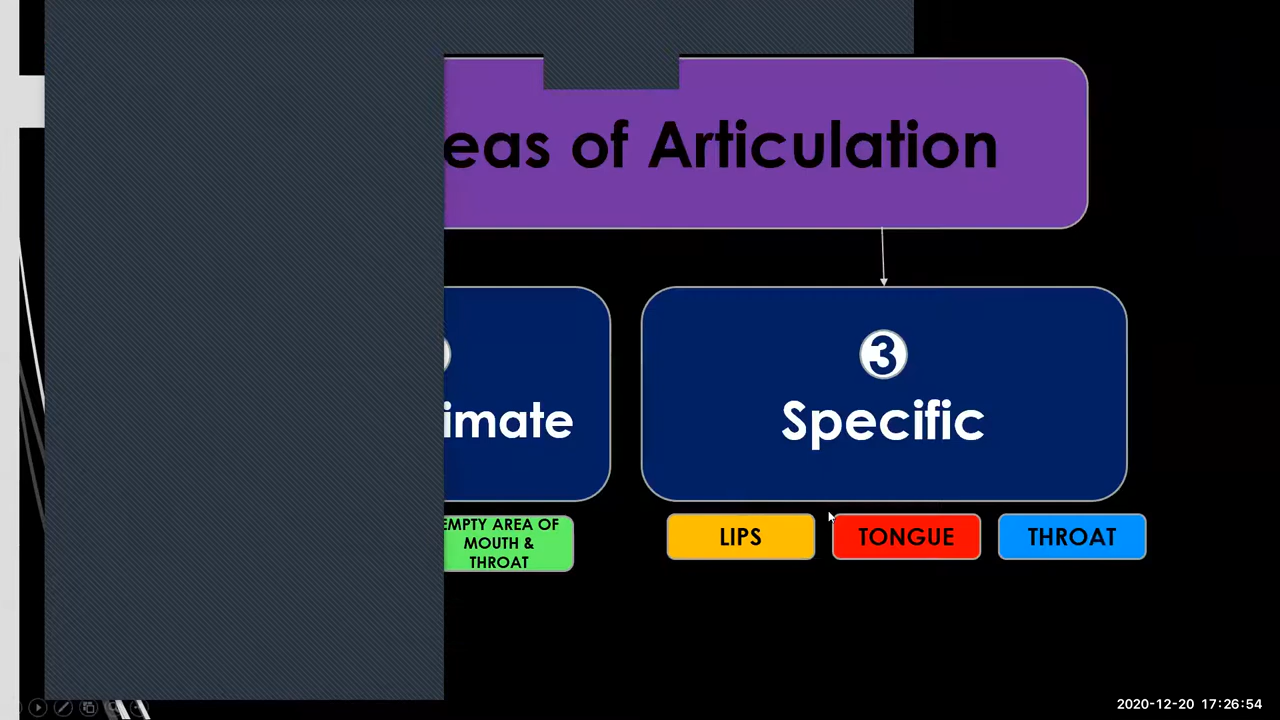 eas of Articulation
imate
3
Specific
EMPTY AREA OF
MOUTH &
THROAT
LIPS
TONGUE
THROAT
2020-12-20 17:26:54